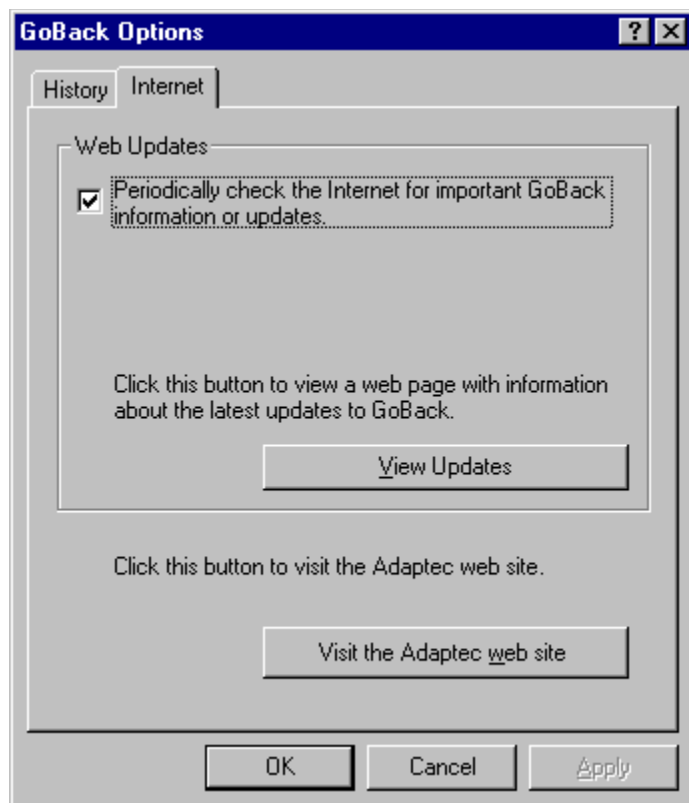 GoBack Options
History
Internet
Web Updates
Periodically check the Internet for important GoBack
information or updates.
Click this button to view a web page with information
about the latest updates to GoBack.
View Updates
Click this button to visit the Adaptec web site.
Visit the Adaptec web site
OK
Cancel
Apply